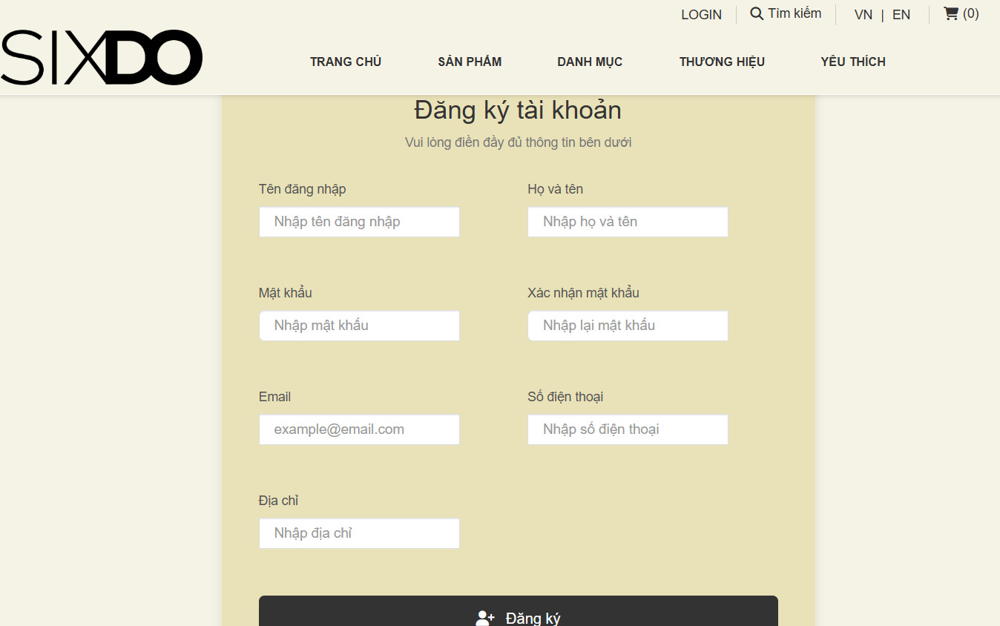 LOGIN Tìm kiếm VN | EN (0)
SIXDO
TRANG CHỦ SẢN PHẨM DANH MỤC THƯƠNG HIỆU YÊU THÍCH
Đăng ký tài khoản
Vui lòng điền đầy đủ thông tin bên dưới
Tên đăng nhập Họ và tên
Nhập tên đăng nhập Nhập họ và tên
Mật khẩu Xác nhận mật khẩu
Nhập mật khẩu Nhập lại mật khẩu
Email Số điện thoại
example@email.com Nhập số điện thoại
Địa chỉ
Nhập địa chỉ
Đăng ký